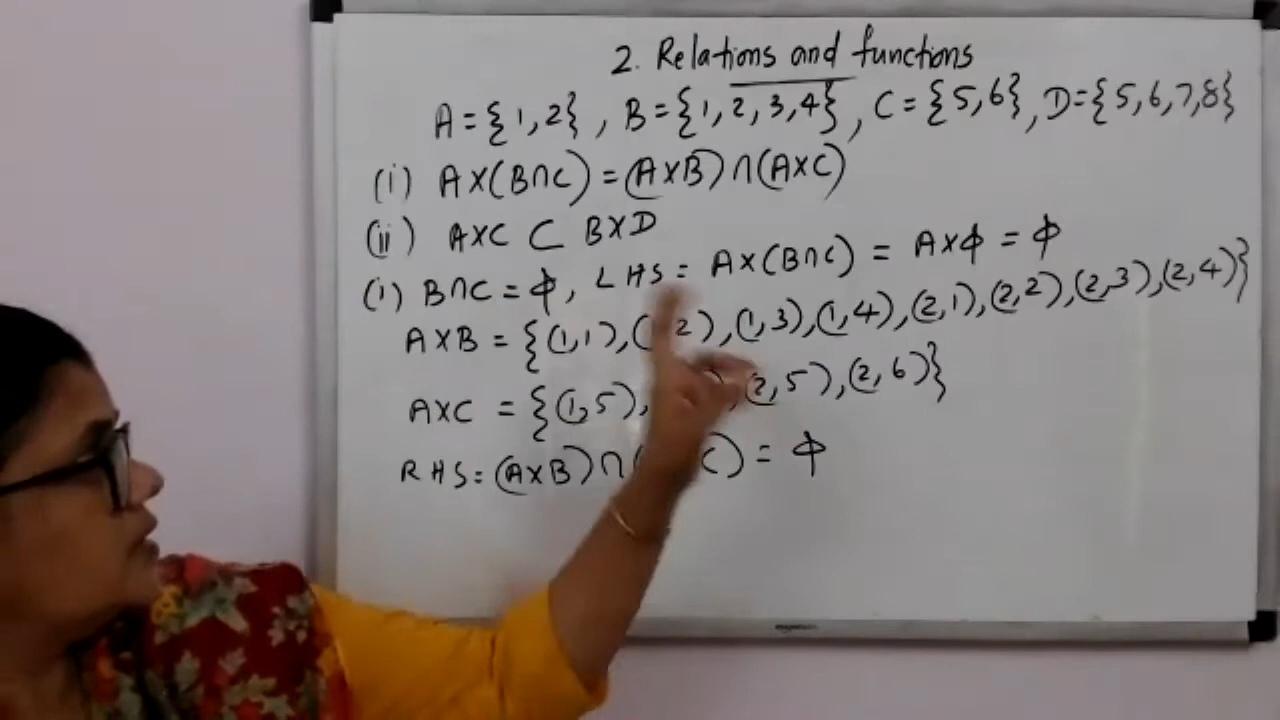 2. Relations and functions
A = {1,2}, B = {1,2,3,4}, C = {5,6}, D = {5,6,7,8}
(i) A×(B∩C) = (A×B)∩(A×C)
(ii) A×C ⊂ B×D
(i) B∩C = ϕ, LHS = A×(B∩C) = A×ϕ = ϕ
A×B = {(1,1),( 2),(1,3),(1,4),(2,1),(2,2),(2,3),(2,4)}
A×C = {(1,5), 2,5),(2,6)}
RHS = (A×B)∩( C) = ϕ